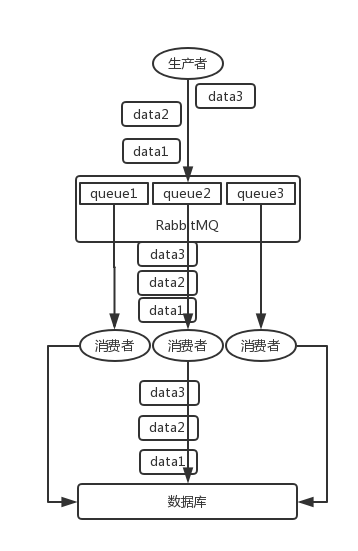 生产者
data3
data2
data1
queue1 queue2 queue3
RabbitMQ
data3
data2
data1
消费者 消费者 消费者
data3
data2
data1
数据库